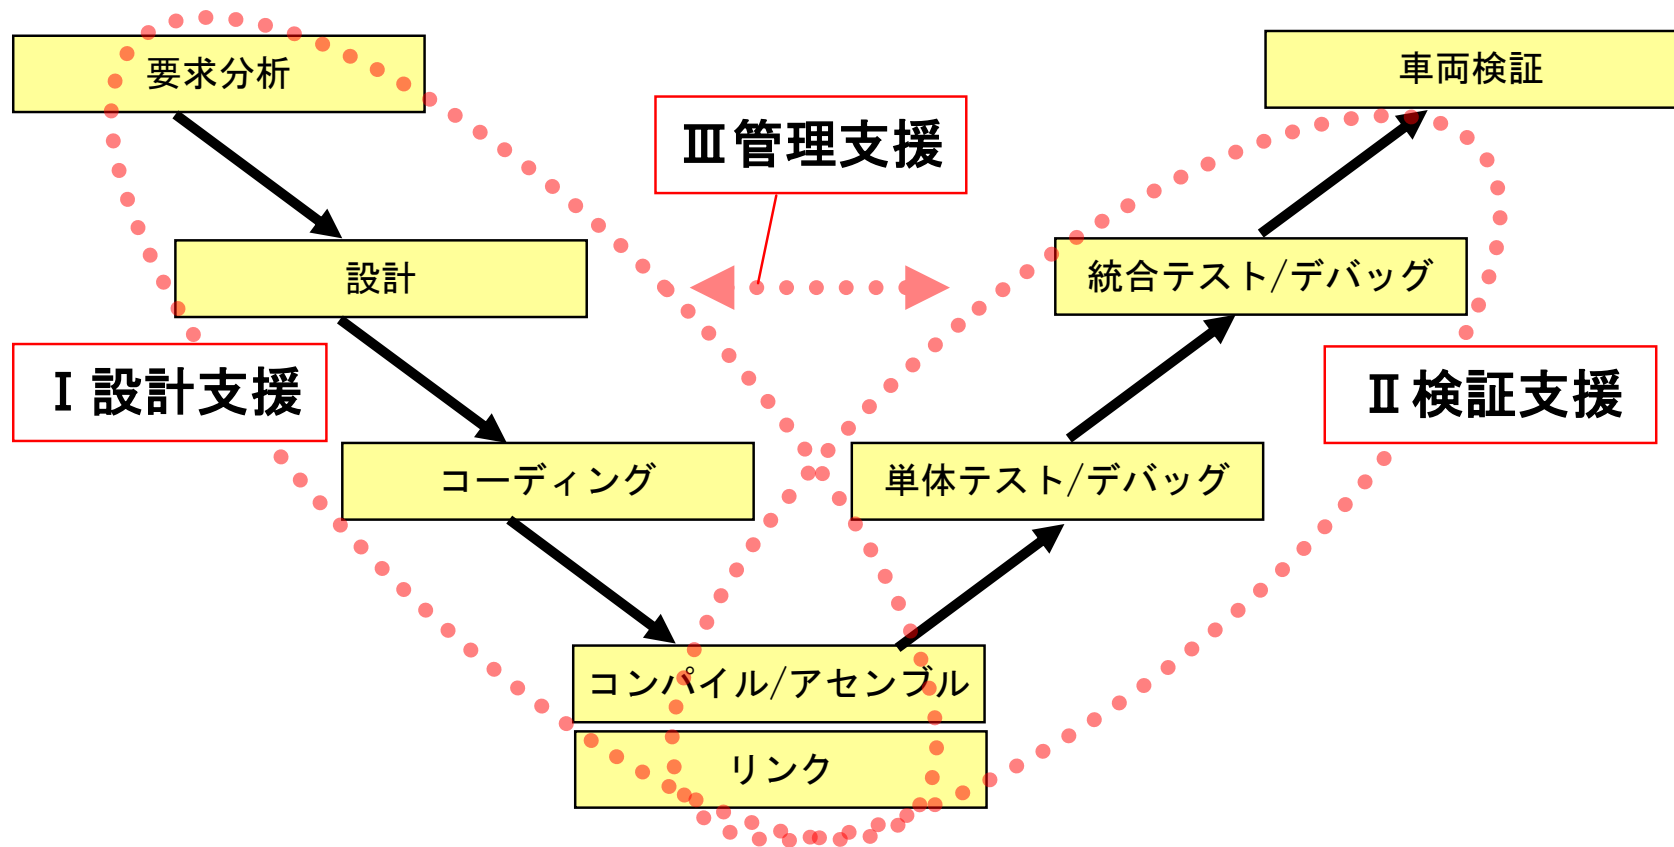 要求分析
車両検証
Ⅲ管理支援
設計
統合テスト/デバッグ
Ⅰ設計支援
Ⅱ検証支援
コーディング
単体テスト/デバッグ
コンパイル/アセンブル
リンク